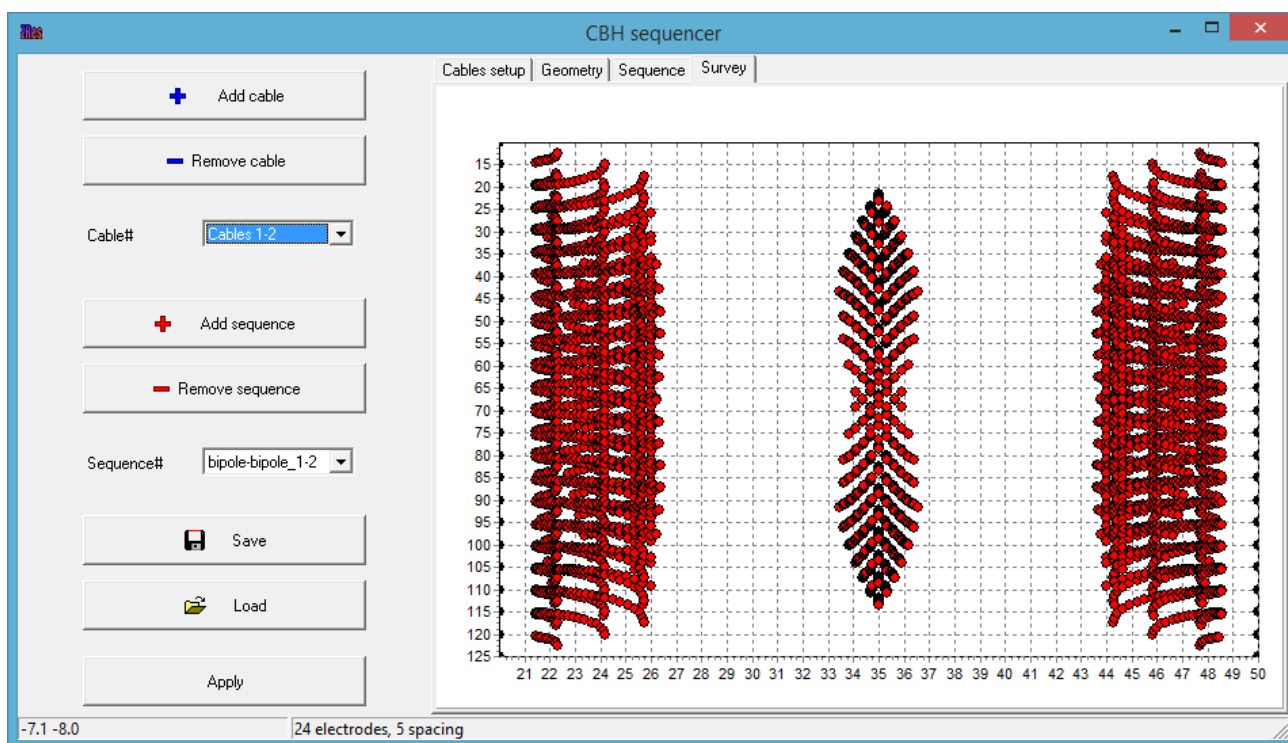 ZRes
CBH sequencer
Cables setup Geometry Sequence Survey
Add cable
Remove cable
Cable# Cables 1-2
Add sequence
Remove sequence
Sequence# bipole-bipole_1-2
Save
Load
Apply
15
20
25
30
35
40
45
50
55
60
65
70
75
80
85
90
95
100
105
110
115
120
125
21 22 23 24 25 26 27 28 29 30 31 32 33 34 35 36 37 38 39 40 41 42 43 44 45 46 47 48 49 50
-7.1 -8.0 24 electrodes, 5 spacing